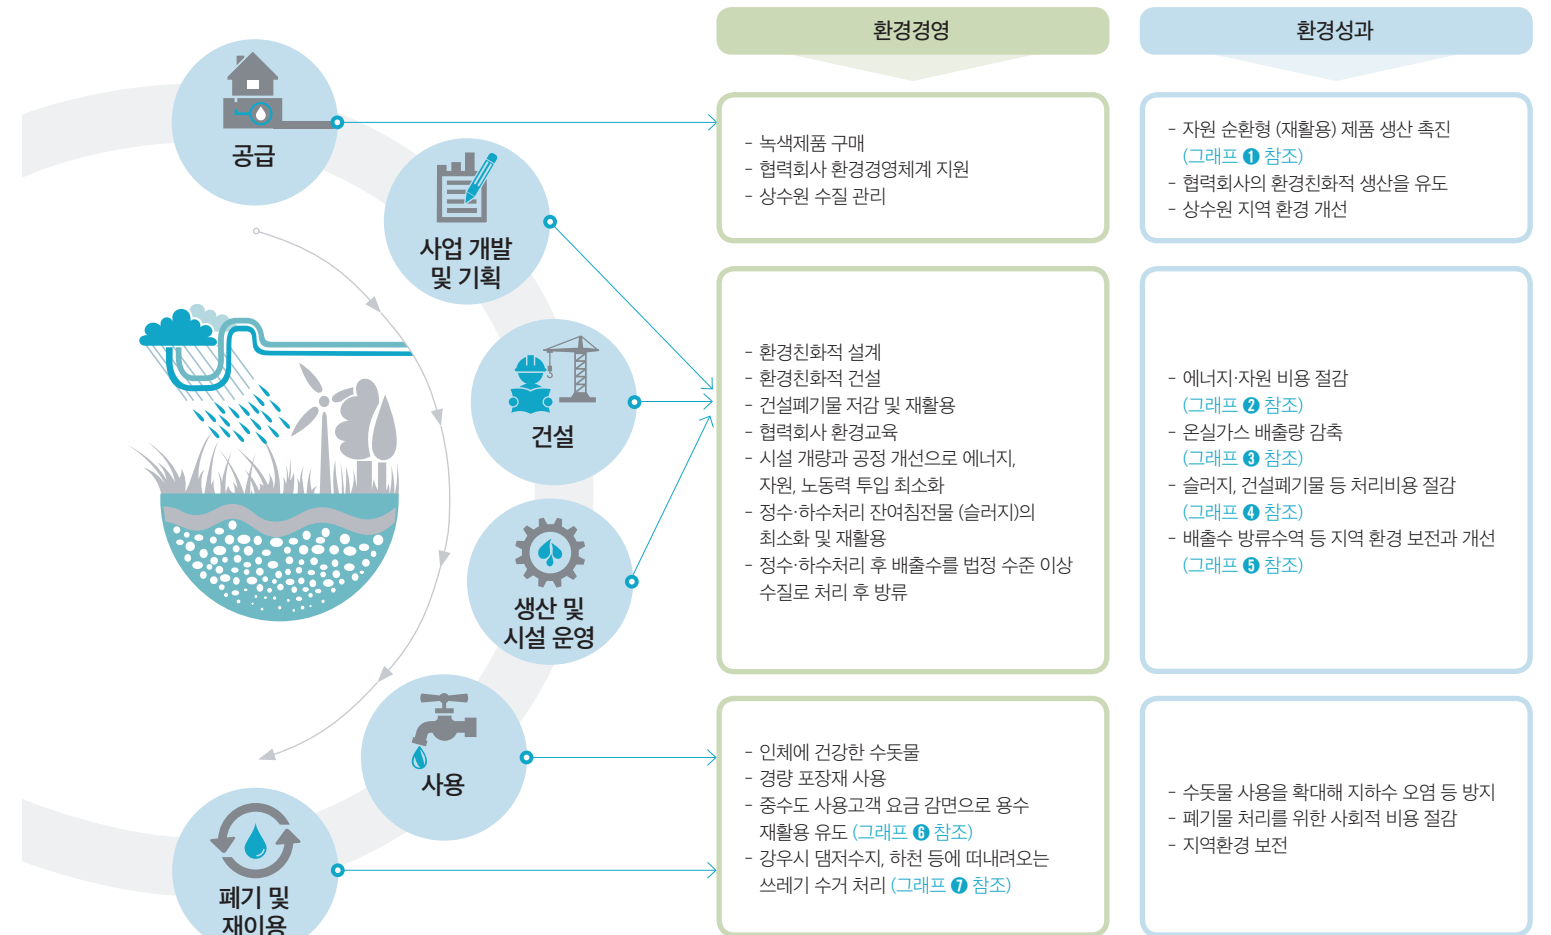 환경경영
환경성과
공급
사업 개발
및 기획
건설
생산 및
시설 운영
사용
폐기 및
재이용
- 녹색제품 구매
- 협력회사 환경경영체계 지원
- 상수원 수질 관리
- 자원 순환형 (재활용) 제품 생산 촉진
(그래프 ❶ 참조)
- 협력회사의 환경친화적 생산을 유도
- 상수원 지역 환경 개선
- 환경친화적 설계
- 환경친화적 건설
- 건설폐기물 저감 및 재활용
- 협력회사 환경교육
- 시설 개량과 공정 개선으로 에너지,
자원, 노동력 투입 최소화
- 정수·하수처리 잔여침전물 (슬러지)의
최소화 및 재활용
- 정수·하수처리 후 배출수를 법정 수준 이상
수질로 처리 후 방류
- 에너지·자원 비용 절감
(그래프 ❷ 참조)
- 온실가스 배출량 감축
(그래프 ❸ 참조)
- 슬러지, 건설폐기물 등 처리비용 절감
(그래프 ❹ 참조)
- 배출수 방류수역 등 지역 환경 보전과 개선
(그래프 ❺ 참조)
- 인체에 건강한 수돗물
- 경량 포장재 사용
- 중수도 사용고객 요금 감면으로 용수
재활용 유도 (그래프 ❻ 참조)
- 강우시 댐저수지, 하천 등에 떠내려오는
쓰레기 수거 처리 (그래프 ❼ 참조)
- 수돗물 사용을 확대해 지하수 오염 등 방지
- 폐기물 처리를 위한 사회적 비용 절감
- 지역환경 보전